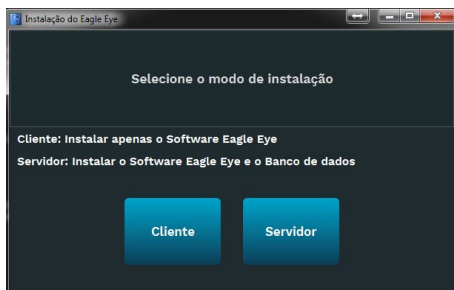 Instalação do Eagle Eye
Selecione o modo de instalação
Cliente: Instalar apenas o Software Eagle Eye
Servidor: Instalar o Software Eagle Eye e o Banco de dados
Cliente
Servidor